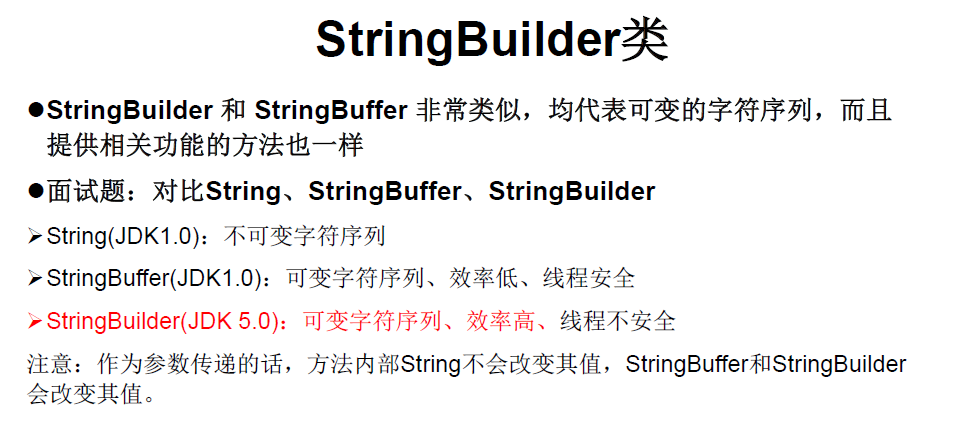 StringBuilder类
●StringBuilder 和 StringBuffer 非常类似，均代表可变的字符序列，而且
提供相关功能的方法也一样
●面试题：对比String、StringBuffer、StringBuilder
➢String(JDK1.0)：不可变字符序列
➢StringBuffer(JDK1.0)：可变字符序列、效率低、线程安全
➢StringBuilder(JDK 5.0)：可变字符序列、效率高、线程不安全
注意：作为参数传递的话，方法内部String不会改变其值，StringBuffer和StringBuilder
会改变其值。